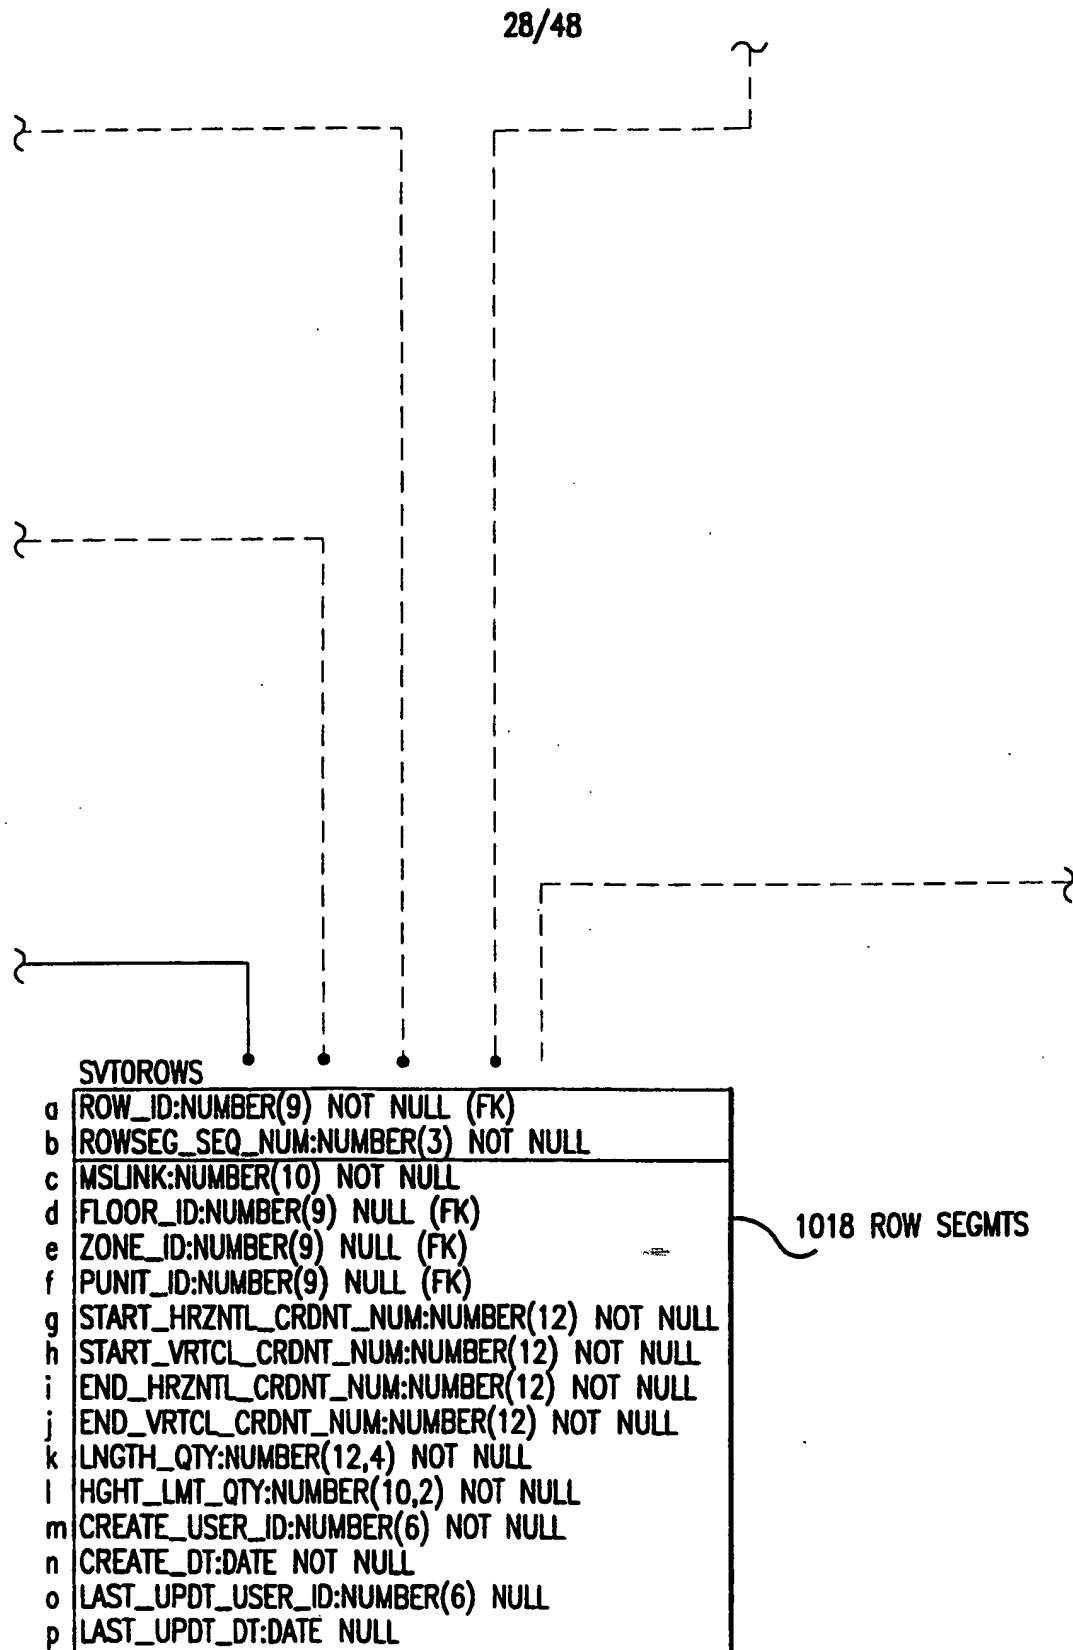 28/48
SVTOROWS
a ROW_ID:NUMBER(9) NOT NULL (FK)
b ROWSEG_SEQ_NUM:NUMBER(3) NOT NULL
c MSLINK:NUMBER(10) NOT NULL
d FLOOR_ID:NUMBER(9) NULL (FK)
e ZONE_ID:NUMBER(9) NULL (FK)
f PUNIT_ID:NUMBER(9) NULL (FK)
1018 ROW SEGMTS
g START_HRZNTL_CRDNT_NUM:NUMBER(12) NOT NULL
h START_VRTCL_CRDNT_NUM:NUMBER(12) NOT NULL
i END_HRZNTL_CRDNT_NUM:NUMBER(12) NOT NULL
j END_VRTCL_CRDNT_NUM:NUMBER(12) NOT NULL
k LNGTH_QTY:NUMBER(12,4) NOT NULL
l HGHT_LMT_QTY:NUMBER(10,2) NOT NULL
m CREATE_USER_ID:NUMBER(6) NOT NULL
n CREATE_DT:DATE NOT NULL
o LAST_UPDT_USER_ID:NUMBER(6) NULL
p LAST_UPDT_DT:DATE NULL